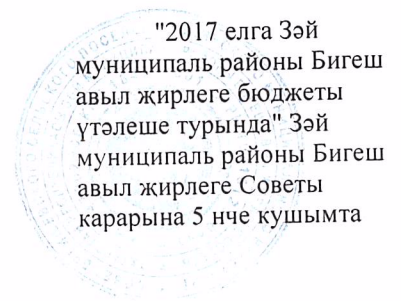 "2017 елга Зәй
муниципаль районы Бигеш
авыл җирлеге бюджеты
үтәлеше турында" Зәй
муниципаль районы Бигеш
авыл җирлеге Советы
карарына 5 нче кушымта